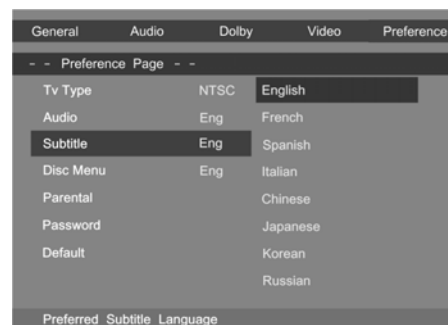 General Audio Dolby Video Preference
- - Preference Page - -
Tv Type NTSC English
Audio Eng French
Subtitle Eng Spanish
Disc Menu Eng Italian
Parental Chinese
Password Japanese
Default Korean
Russian
Preferred Subtitle Language